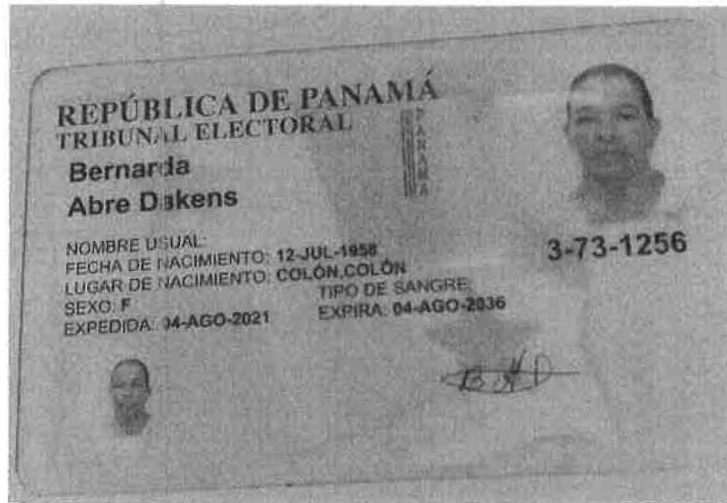 REPÚBLICA DE PANAMÁ
TRIBUNAL ELECTORAL
PANAMA
Bernarda
Abre Dakens
NOMBRE USUAL:
FECHA DE NACIMIENTO: 12-JUL-1958
LUGAR DE NACIMIENTO: COLÓN,COLÓN
SEXO: F TIPO DE SANGRE:
EXPEDIDA: 04-AGO-2021 EXPIRA: 04-AGO-2036
3-73-1256